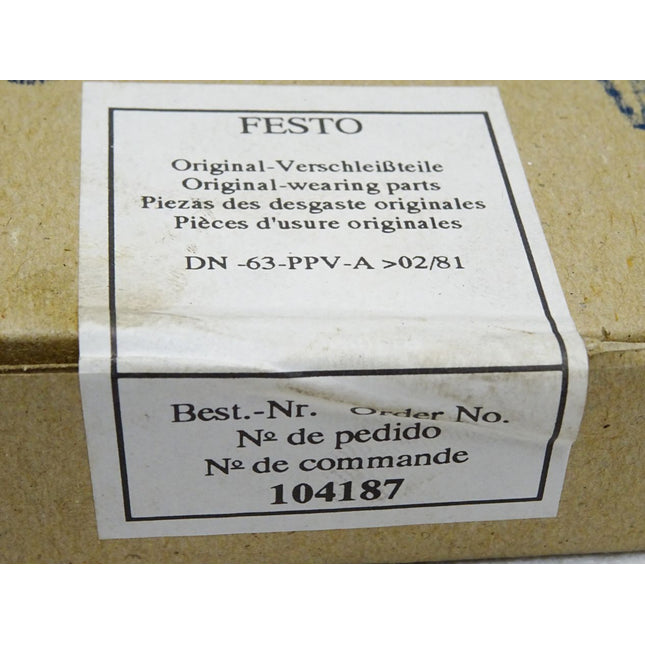 FESTO
Original-Verschleißteile
Original-wearing parts
Piezas des desgaste originales
Pièces d'usure originales
DN -63-PPV-A >02/81
Best.-Nr. Order No.
Nº de pedido
Nº de commande
104187